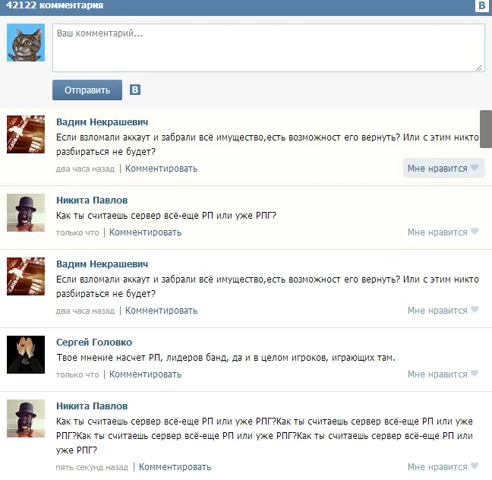 42122 комментария
B
Ваш комментарий...
Отправить
B
Вадим Некрашевич
Если взломали аккаут и забрали всё имущество,есть возможност его вернуть? Или с этим никто
разбираться не будет?
два часа назад | Комментировать
Мне нравится
Никита Павлов
Как ты считаешь сервер всё-еще РП или уже РПГ?
только что | Комментировать
Мне нравится
Вадим Некрашевич
Если взломали аккаут и забрали всё имущество,есть возможност его вернуть? Или с этим никто
разбираться не будет?
два часа назад | Комментировать
Мне нравится
Сергей Головко
Твое мнение насчет РП, лидеров банд, да и в целом игроков, играющих там.
только что | Комментировать
Мне нравится
Никита Павлов
Как ты считаешь сервер всё-еще РП или уже РПГ?Как ты считаешь сервер всё-еще РП или уже
РПГ?Как ты считаешь сервер всё-еще РП или уже РПГ?Как ты считаешь сервер всё-еще РП или
уже РПГ?
пять секунд назад | Комментировать
Мне нравится